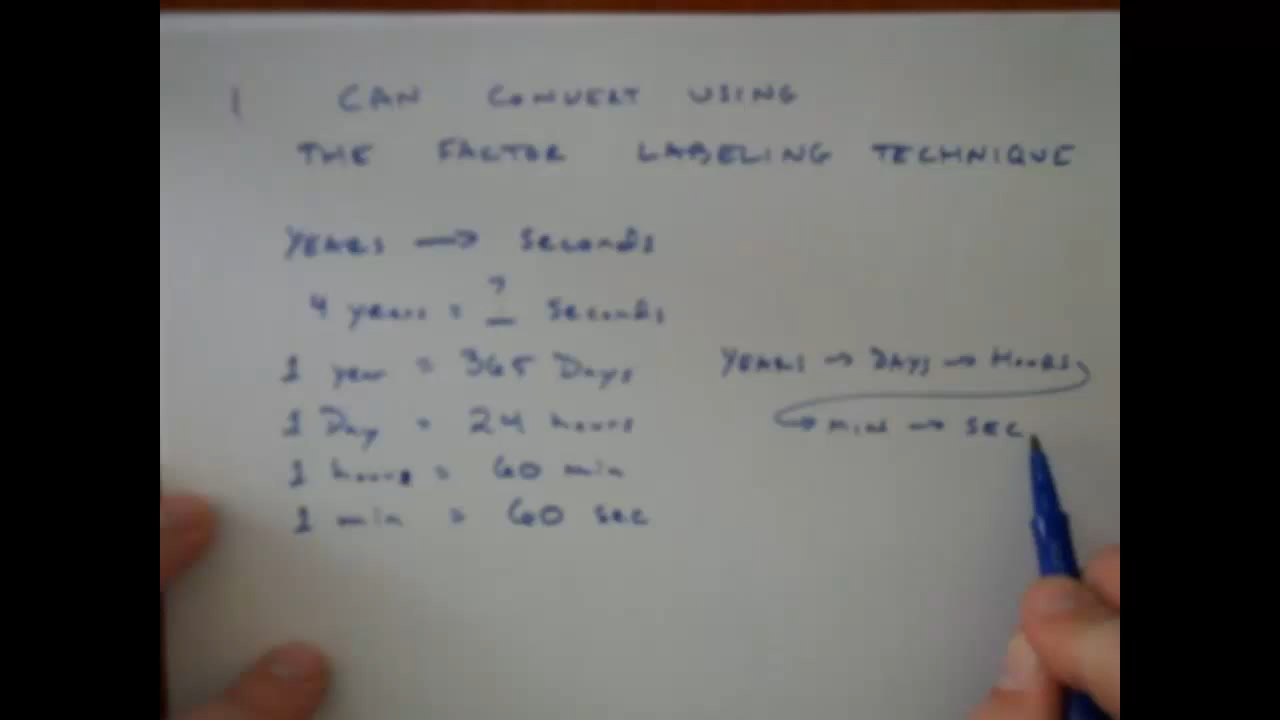 I CAN CONVERT USING
THE FACTOR LABELING TECHNIQUE
YEARS → Seconds
4 years = ? seconds
1 year = 365 Days
1 Day = 24 hours
1 hours = 60 min
1 min = 60 sec
YEARS → DAYS → HOURS
→ MIN → SEC